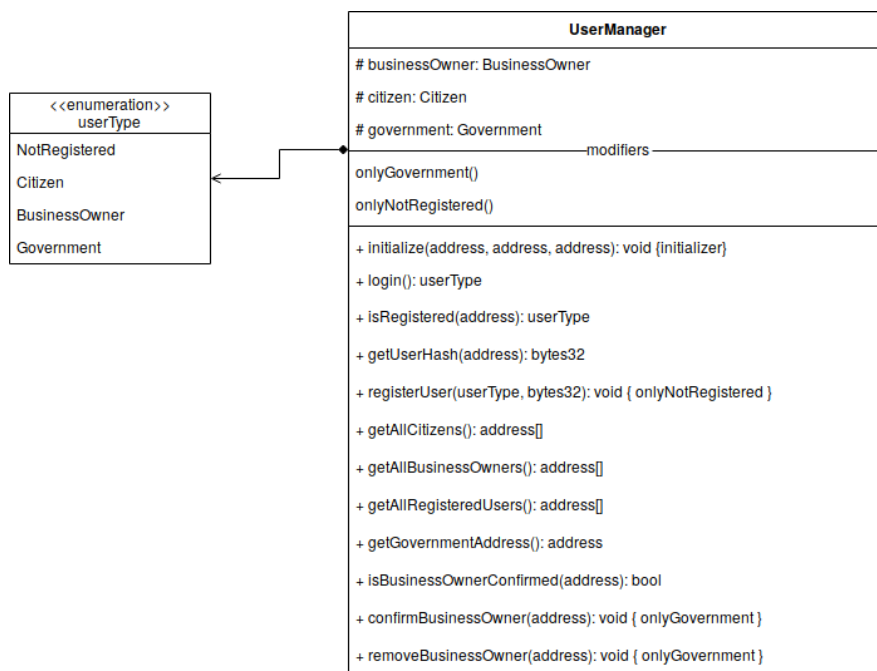 <<enumeration>>
userType
NotRegistered
Citizen
BusinessOwner
Government
UserManager
# businessOwner: BusinessOwner
# citizen: Citizen
# government: Government
modifiers
onlyGovernment()
onlyNotRegistered()
+ initialize(address, address, address): void {initializer}
+ login(): userType
+ isRegistered(address): userType
+ getUserHash(address): bytes32
+ registerUser(userType, bytes32): void { onlyNotRegistered }
+ getAllCitizens(): address[]
+ getAllBusinessOwners(): address[]
+ getAllRegisteredUsers(): address[]
+ getGovernmentAddress(): address
+ isBusinessOwnerConfirmed(address): bool
+ confirmBusinessOwner(address): void { onlyGovernment }
+ removeBusinessOwner(address): void { onlyGovernment }